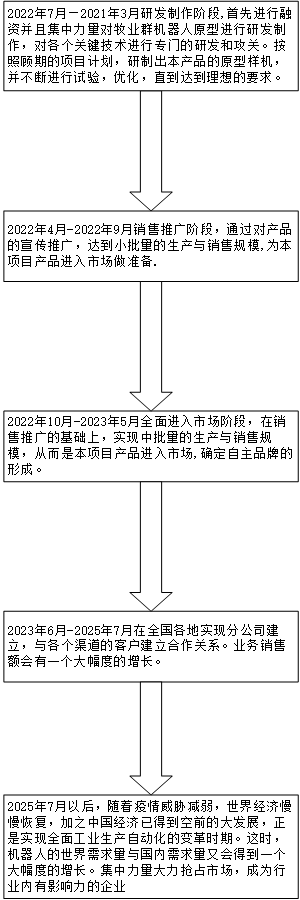 2022年7月—2021年3月研发制作阶段,首先进行融
资并且集中力量对牧业群机器人原型进行研发制
作，对各个关键技术进行专门的研发和攻关。按
照顾期的项目计划，研制出本产品的原型样机，
并不断进行试验，优化，直到达到理想的要求。
2022年4月-2022年9月销售推广阶段，通过对产品
的宣传推广，达到小批量的生产与销售规模,为本
项目产品进入市场做准备.
2022年10月-2023年5月全面进入市场阶段，在销
售推广的基础上，实现中批量的生产与销售规
模，从而是本项目产品进入市场,确定自主品牌的
形成。
2023年6月-2025年7月在全国各地实现分公司建
立，与各个渠道的客户建立合作关系。业务销售
额会有一个大幅度的增长。
2025年7月以后，随着疫情威胁减弱，世界经济慢
慢恢复，加之中国经济已得到空前的大发展，正
是实现全面工业生产自动化的变革时期。这时，
机器人的世界需求量与国内需求量又会得到一个
大幅度的增长。集中力量大力抢占市场，成为行
业内有影响力的企业